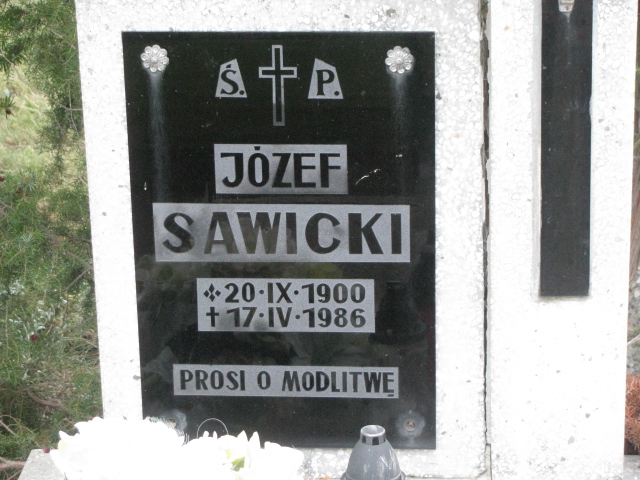 Ś. P.
JÓZEF
SAWICKI
20·IX·1900
17·IV·1986
PROSI O MODLITWĘ